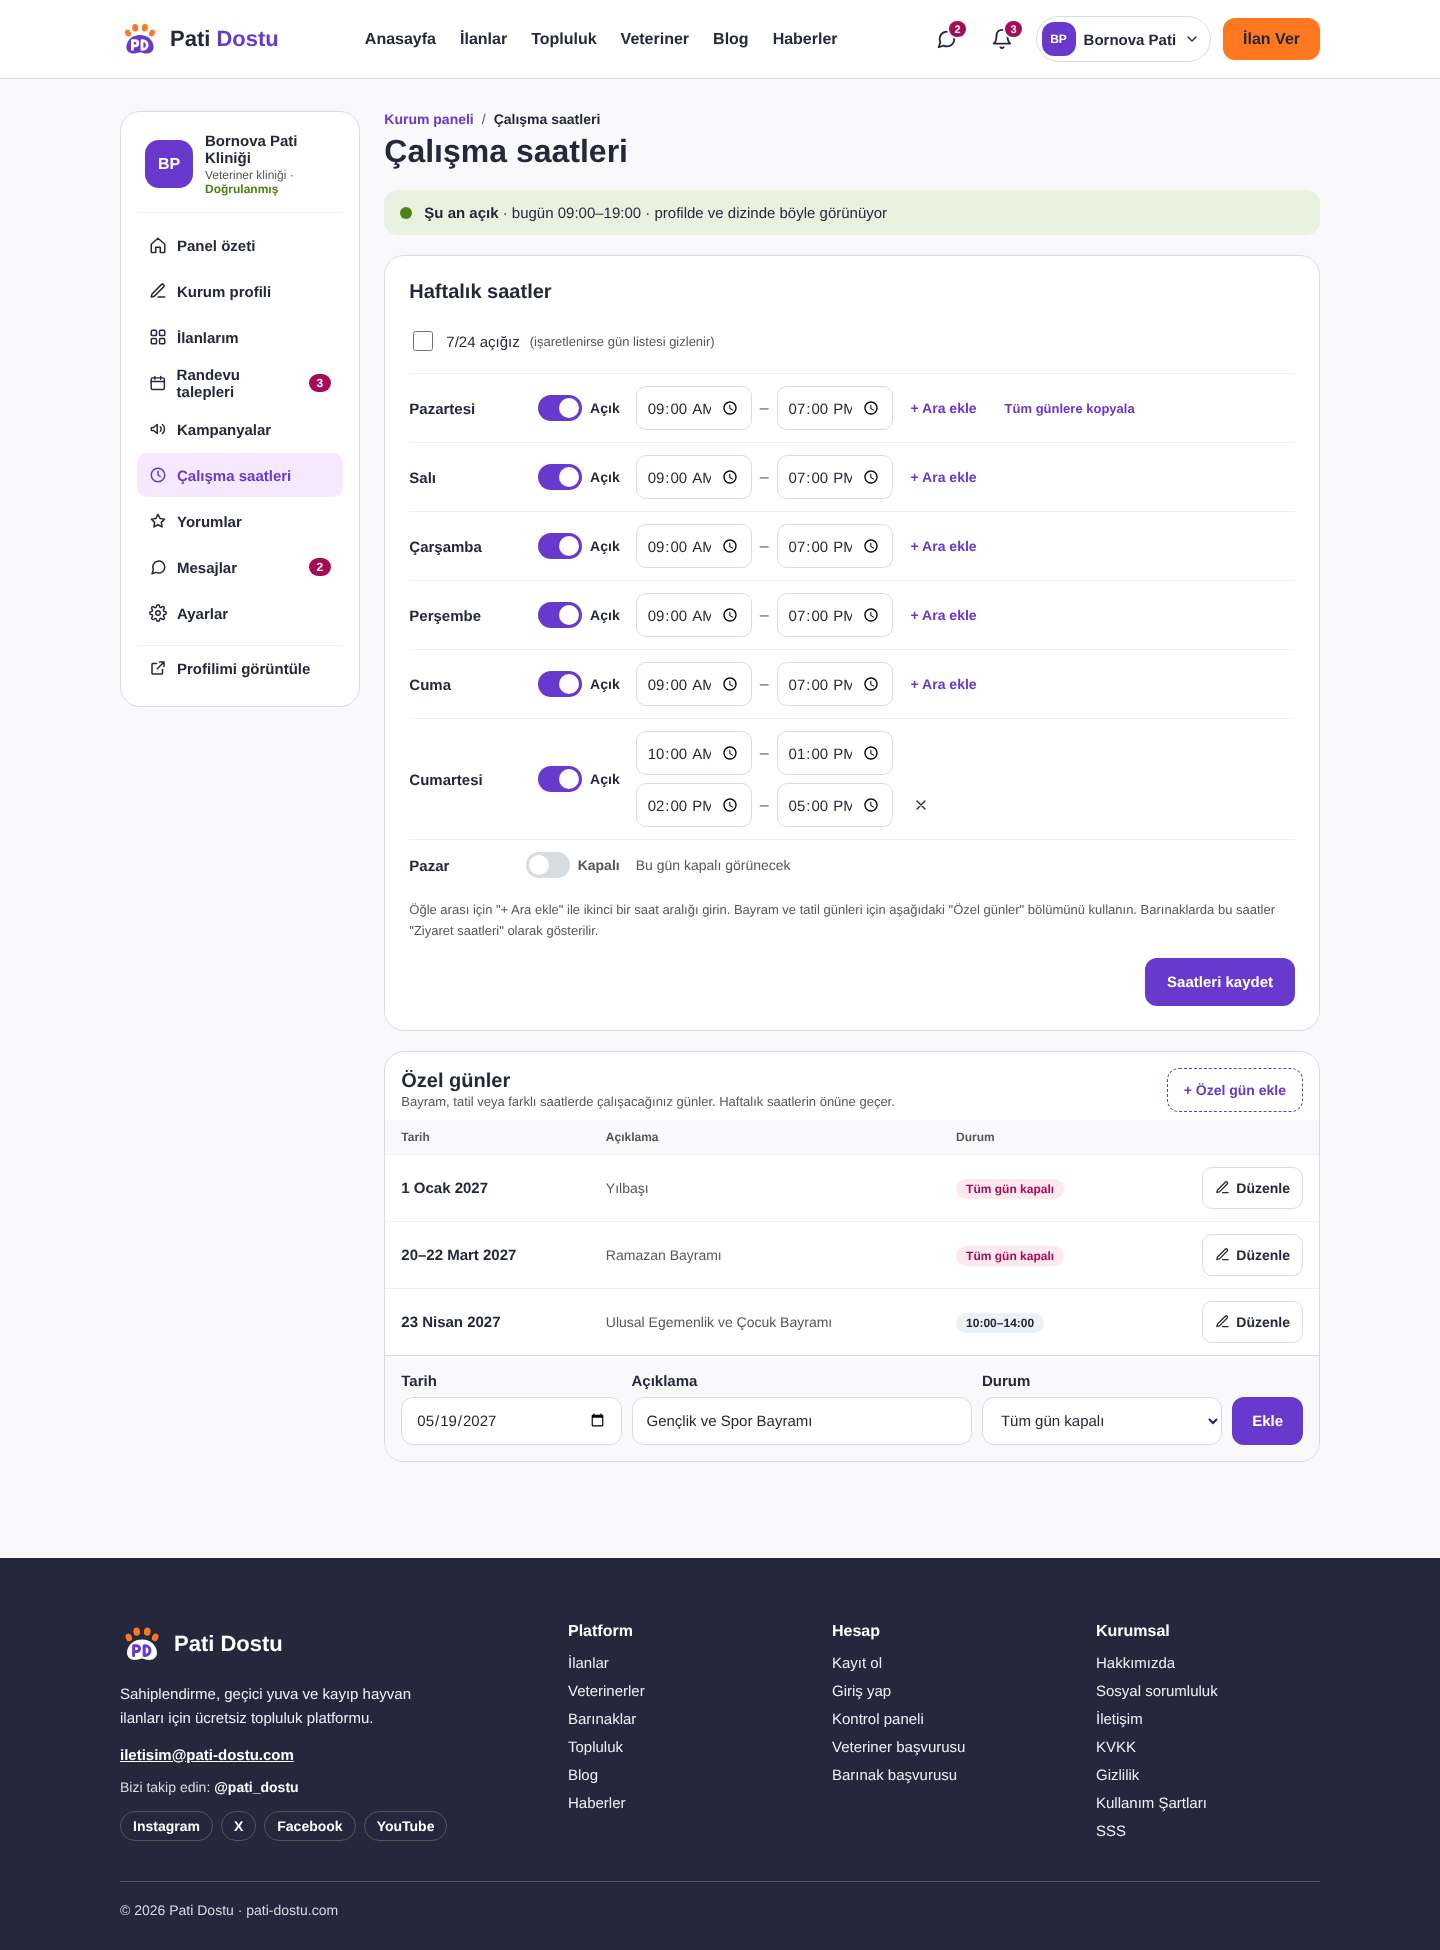 PD Pati Dostu
Anasayfa İlanlar Topluluk Veteriner Blog Haberler
2
3
BP Bornova Pati
İlan Ver
BP
Bornova Pati
Kliniği
Veteriner kliniği ·
Doğrulanmış
Panel özeti
Kurum profili
İlanlarım
Randevu
talepleri
3
Kampanyalar
Çalışma saatleri
Yorumlar
Mesajlar 2
Ayarlar
Profilimi görüntüle
Kurum paneli / Çalışma saatleri
Çalışma saatleri
Şu an açık · bugün 09:00–19:00 · profilde ve dizinde böyle görünüyor
Haftalık saatler
7/24 açığız (işaretlenirse gün listesi gizlenir)
Pazartesi Açık 09:00 AM – 07:00 PM + Ara ekle Tüm günlere kopyala
Salı Açık 09:00 AM – 07:00 PM + Ara ekle
Çarşamba Açık 09:00 AM – 07:00 PM + Ara ekle
Perşembe Açık 09:00 AM – 07:00 PM + Ara ekle
Cuma Açık 09:00 AM – 07:00 PM + Ara ekle
10:00 AM – 01:00 PM
Cumartesi Açık
02:00 PM – 05:00 PM
Pazar Kapalı Bu gün kapalı görünecek
Öğle arası için "+ Ara ekle" ile ikinci bir saat aralığı girin. Bayram ve tatil günleri için aşağıdaki "Özel günler" bölümünü kullanın. Barınaklarda bu saatler
"Ziyaret saatleri" olarak gösterilir.
Saatleri kaydet
Özel günler
Bayram, tatil veya farklı saatlerde çalışacağınız günler. Haftalık saatlerin önüne geçer.
+ Özel gün ekle
Tarih Açıklama Durum
1 Ocak 2027 Yılbaşı Tüm gün kapalı Düzenle
20–22 Mart 2027 Ramazan Bayramı Tüm gün kapalı Düzenle
23 Nisan 2027 Ulusal Egemenlik ve Çocuk Bayramı 10:00–14:00 Düzenle
Tarih Açıklama Durum
05/19/2027 Gençlik ve Spor Bayramı Tüm gün kapalı Ekle
PD Pati Dostu
Sahiplendirme, geçici yuva ve kayıp hayvan
ilanları için ücretsiz topluluk platformu.
iletisim@pati-dostu.com
Bizi takip edin: @pati_dostu
Instagram X Facebook YouTube
Platform
İlanlar
Veterinerler
Barınaklar
Topluluk
Blog
Haberler
Hesap
Kayıt ol
Giriş yap
Kontrol paneli
Veteriner başvurusu
Barınak başvurusu
Kurumsal
Hakkımızda
Sosyal sorumluluk
İletişim
KVKK
Gizlilik
Kullanım Şartları
SSS
© 2026 Pati Dostu · pati-dostu.com